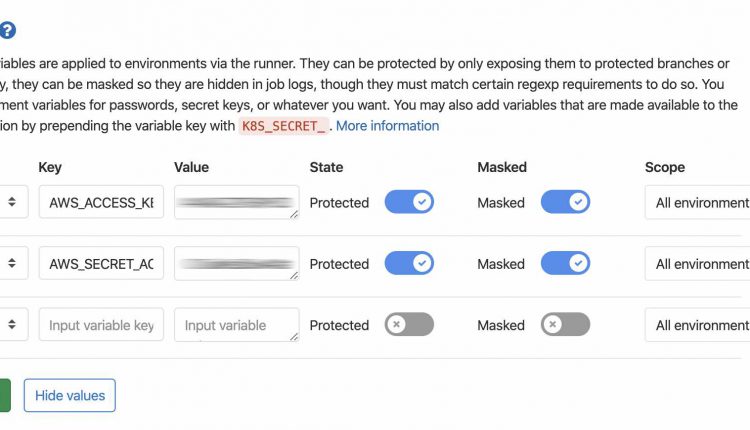 ?
iables are applied to environments via the runner. They can be protected by only exposing them to protected branches or
y, they can be masked so they are hidden in job logs, though they must match certain regexp requirements to do so. You
ment variables for passwords, secret keys, or whatever you want. You may also add variables that are made available to the
ion by prepending the variable key with K8S_SECRET_. More information
Key Value State Masked Scope
AWS_ACCESS_KE Protected Masked All environment
AWS_SECRET_AC Protected Masked All environment
Input variable key Input variable Protected Masked All environment
Hide values